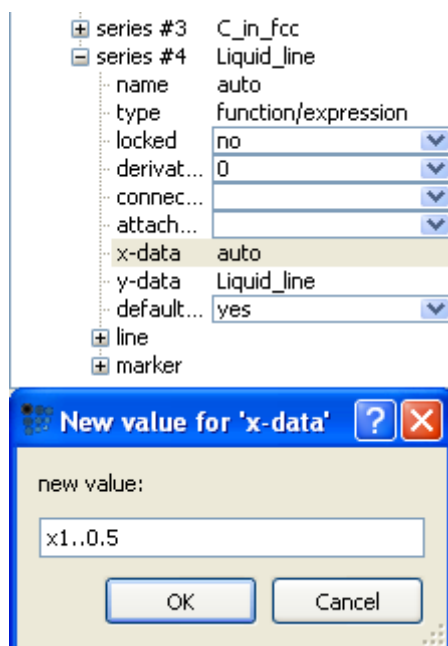 series #3 C_in_fcc
series #4 Liquid_line
name auto
type function/expression
locked no
derivat... 0
connec...
attach...
x-data auto
y-data Liquid_line
default... yes
line
marker
New value for 'x-data'
new value:
x1..0.5
OK Cancel